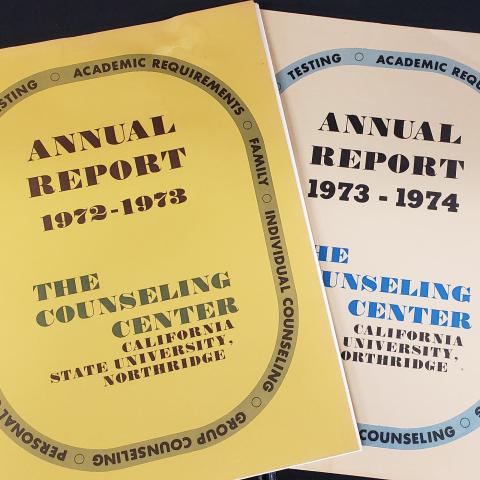 TESTING ○ ACADEMIC REQUIREMENTS ○ FAMILY ○ INDIVIDUAL COUNSELING ○ GROUP COUNSELING ○ PERSONAL
ANNUAL
REPORT
1972-1973
THE
COUNSELING
CENTER
CALIFORNIA
STATE UNIVERSITY,
NORTHRIDGE
TESTING ○ ACADEMIC
COUNSELING ○
ANNUAL
REPORT
1973 - 1974
CENTER
CALIFORNIA
UNIVERSITY,